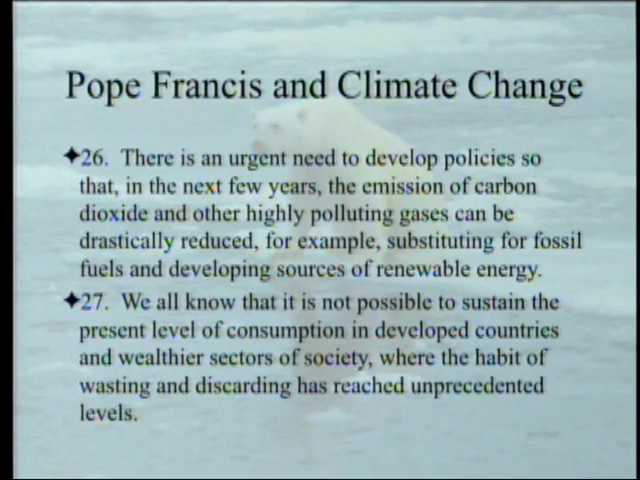 Pope Francis and Climate Change
✦26. There is an urgent need to develop policies so
that, in the next few years, the emission of carbon
dioxide and other highly polluting gases can be
drastically reduced, for example, substituting for fossil
fuels and developing sources of renewable energy.
✦27. We all know that it is not possible to sustain the
present level of consumption in developed countries
and wealthier sectors of society, where the habit of
wasting and discarding has reached unprecedented
levels.